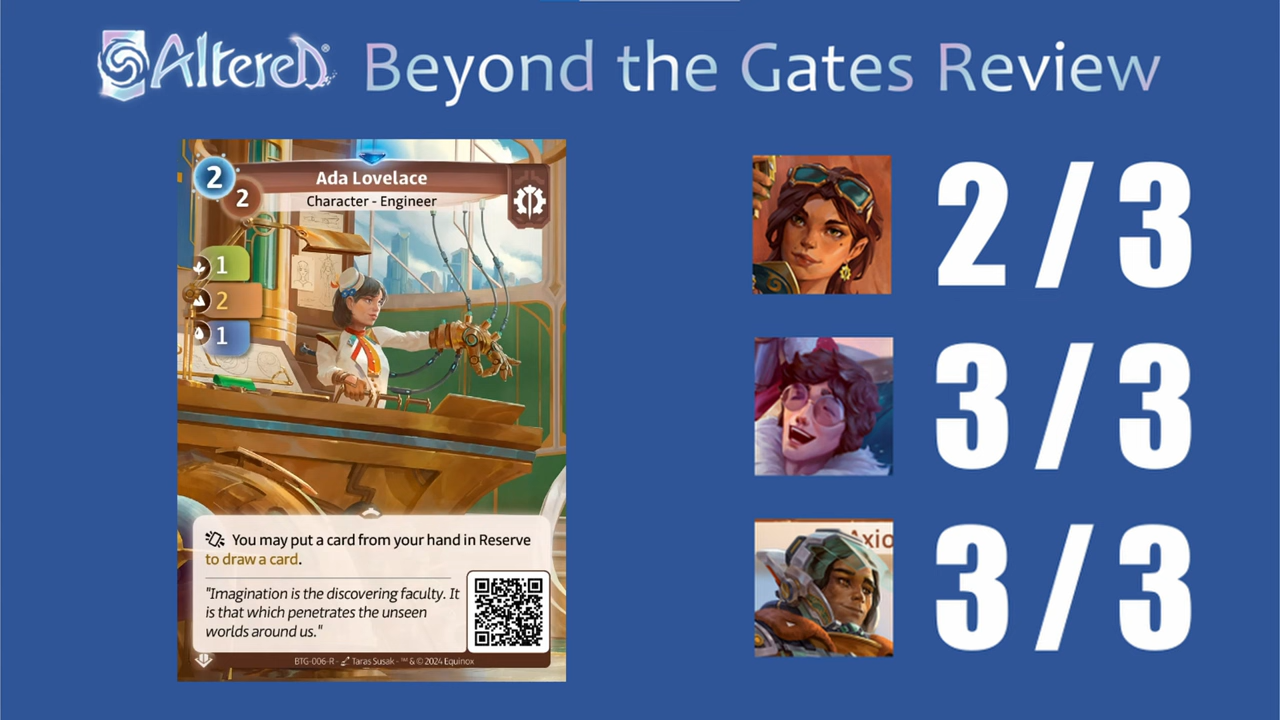 Altered® Beyond the Gates Review
2
2
Ada Lovelace
Character - Engineer
1
2
1
You may put a card from your hand in Reserve
to draw a card.
"Imagination is the discovering faculty. It
is that which penetrates the unseen
worlds around us."
BTG-006-R - Taras Susak - ™ & © 2024 Equinox
2 / 3
3 / 3
Axio
3 / 3